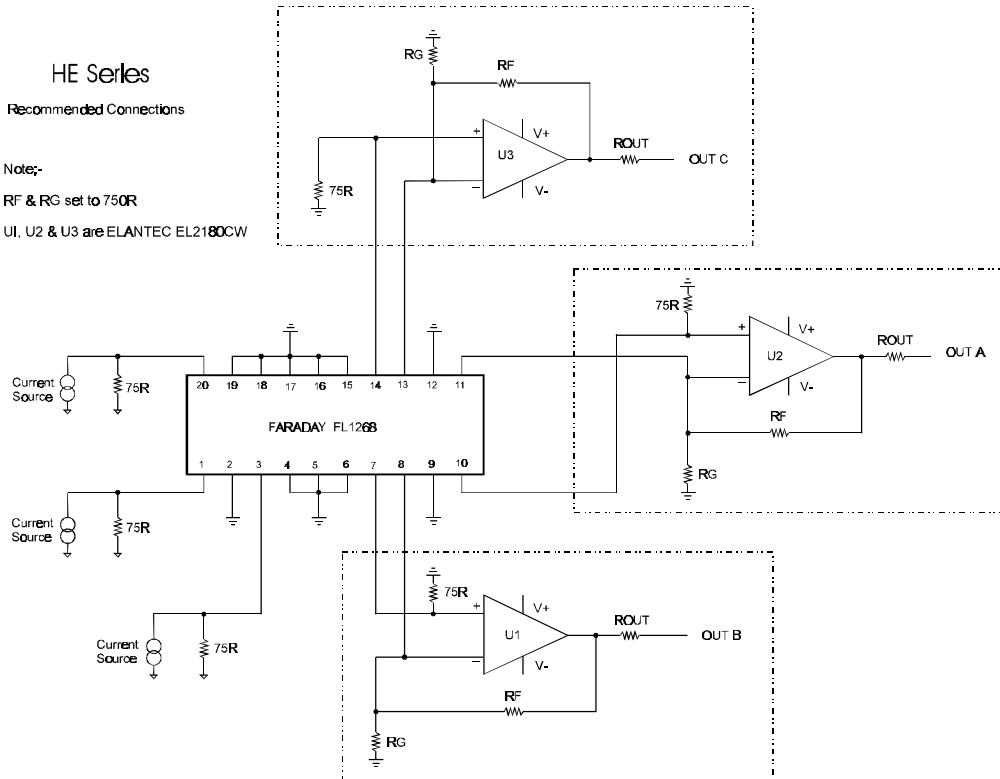 HE Series
Recommended Connections
Note;-
RF & RG set to 750R
UI, U2 & U3 are ELANTEC EL2180CW
RG
RF
+
V+
U3
ROUT
OUT C
75R
−
V-
75R
+
V+
U2
ROUT
OUT A
−
V-
RF
RG
Current
Source
75R
20 19 18 17 16 15 14 13 12 11
FARADAY FL1268
1 2 3 4 5 6 7 8 9 10
Current
Source
75R
Current
Source
75R
75R
+
V+
U1
ROUT
OUT B
−
V-
RF
RG